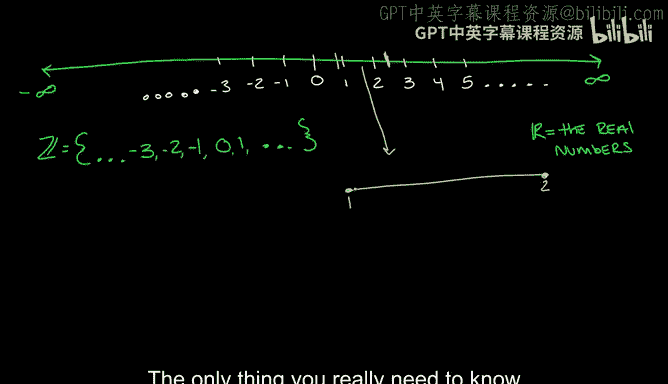 GPT中英字幕课程资源@bilibili
GPT中英字幕课程资源 bilibili
-∞ ..... -3 -2 -1 0 1 2 3 4 5 ..... ∞
ℤ={...-3,-2,-1,0,1,...}
ℝ=THE REAL
NUMBERS
1 2
The only thing you really need to know